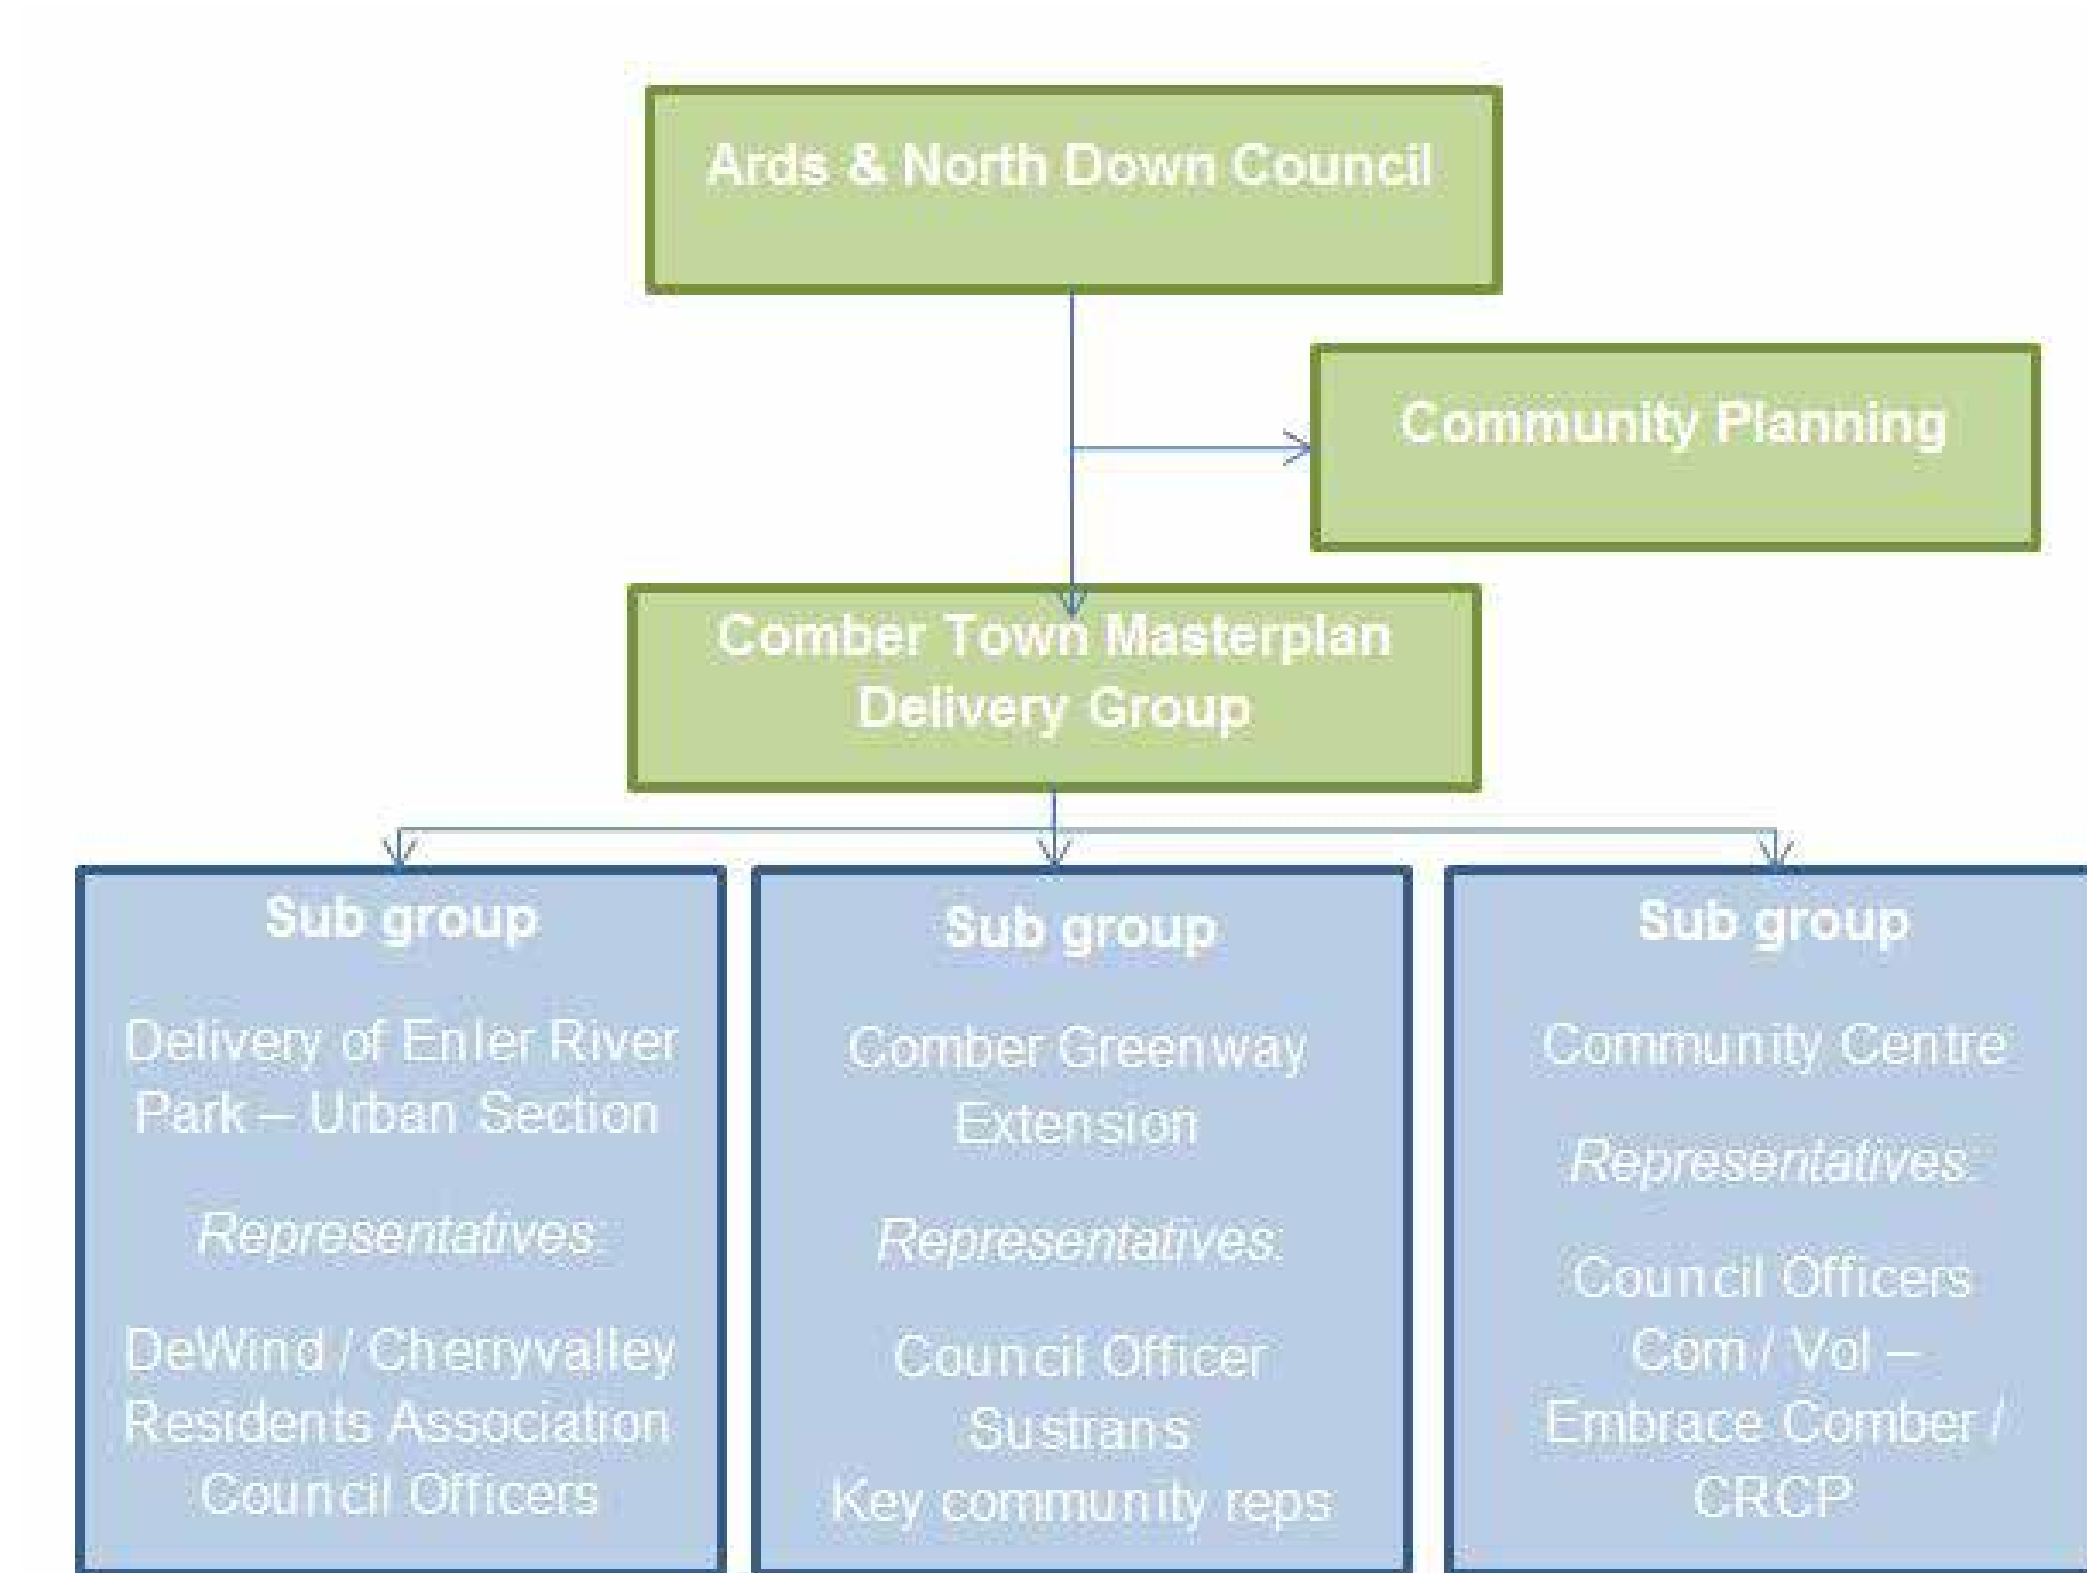 Ards & North Down Council
Community Planning
Comber Town Masterplan
Delivery Group
Sub group
Delivery of Enler River
Park – Urban Section
Representatives:
DeWind / Cherryvalley
Residents Association
Council Officers
Sub group
Comber Greenway
Extension
Representatives:
Council Officer
Sustrans
Key community reps
Sub group
Community Centre
Representatives:
Council Officers
Com / Vol –
Embrace Comber /
CRCP